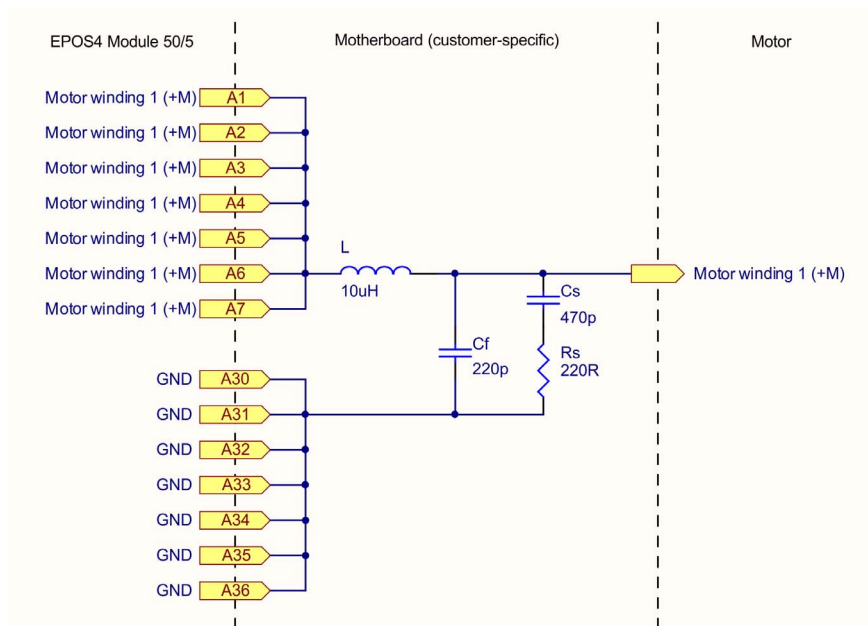 EPOS4 Module 50/5
Motherboard (customer-specific)
Motor
Motor winding 1 (+M) A1
Motor winding 1 (+M) A2
Motor winding 1 (+M) A3
Motor winding 1 (+M) A4
Motor winding 1 (+M) A5
Motor winding 1 (+M) A6
Motor winding 1 (+M) A7
L
10uH
Motor winding 1 (+M)
Cs
470p
Cf
220p
Rs
220R
GND A30
GND A31
GND A32
GND A33
GND A34
GND A35
GND A36